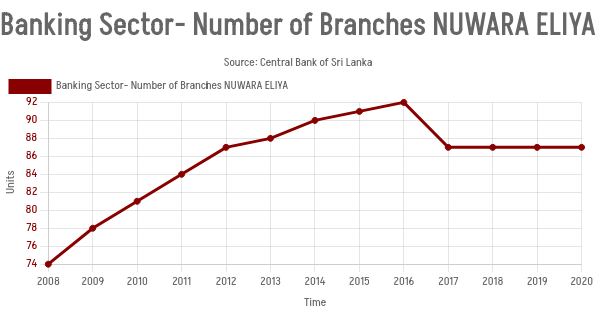 Banking Sector- Number of Branches NUWARA ELIYA
Source: Central Bank of Sri Lanka
Banking Sector- Number of Branches NUWARA ELIYA
92
90
88
86
84
82
80
78
76
74
Units
2008 2009 2010 2011 2012 2013 2014 2015 2016 2017 2018 2019 2020
Time